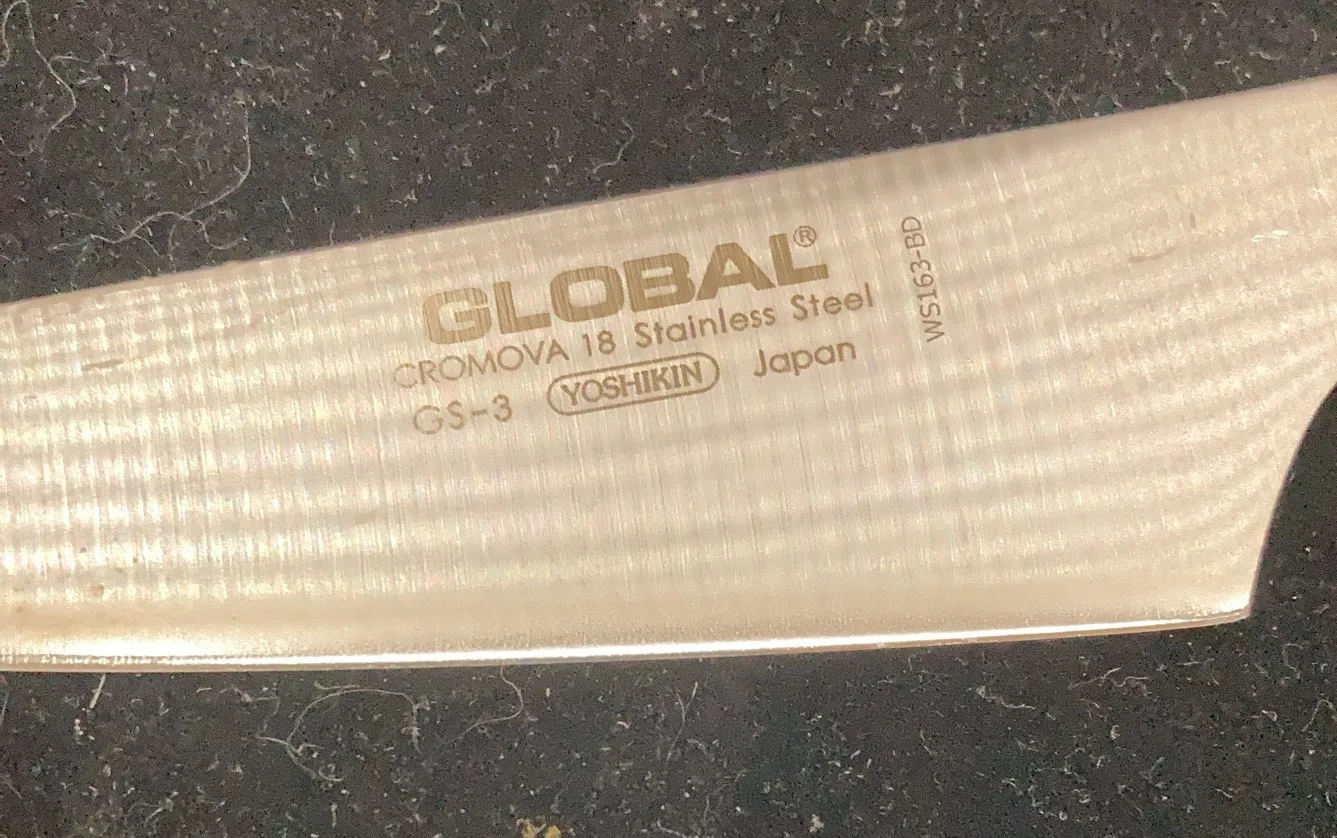 GLOBAL®
CROMOVA 18 Stainless Steel
GS-3 YOSHIKIN Japan
WS163-BD